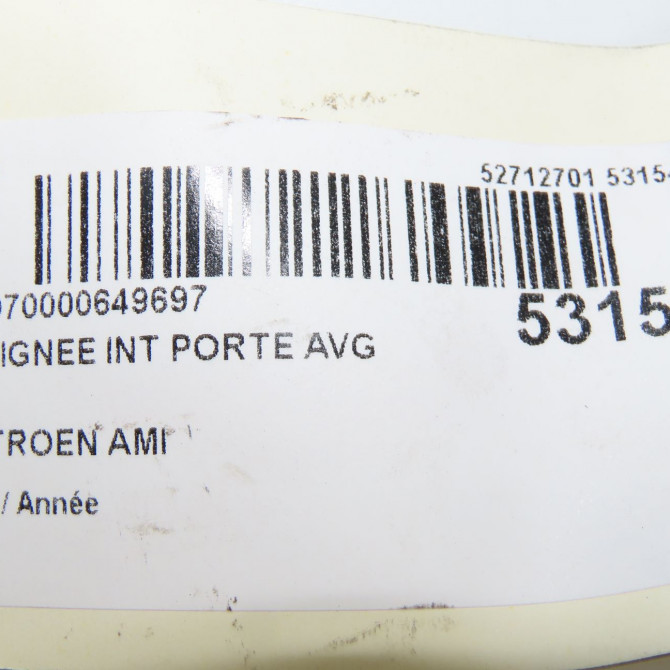 52712701 5315
070000649697
5315
IGNEE INT PORTE AVG
TROEN AMI
/ Année